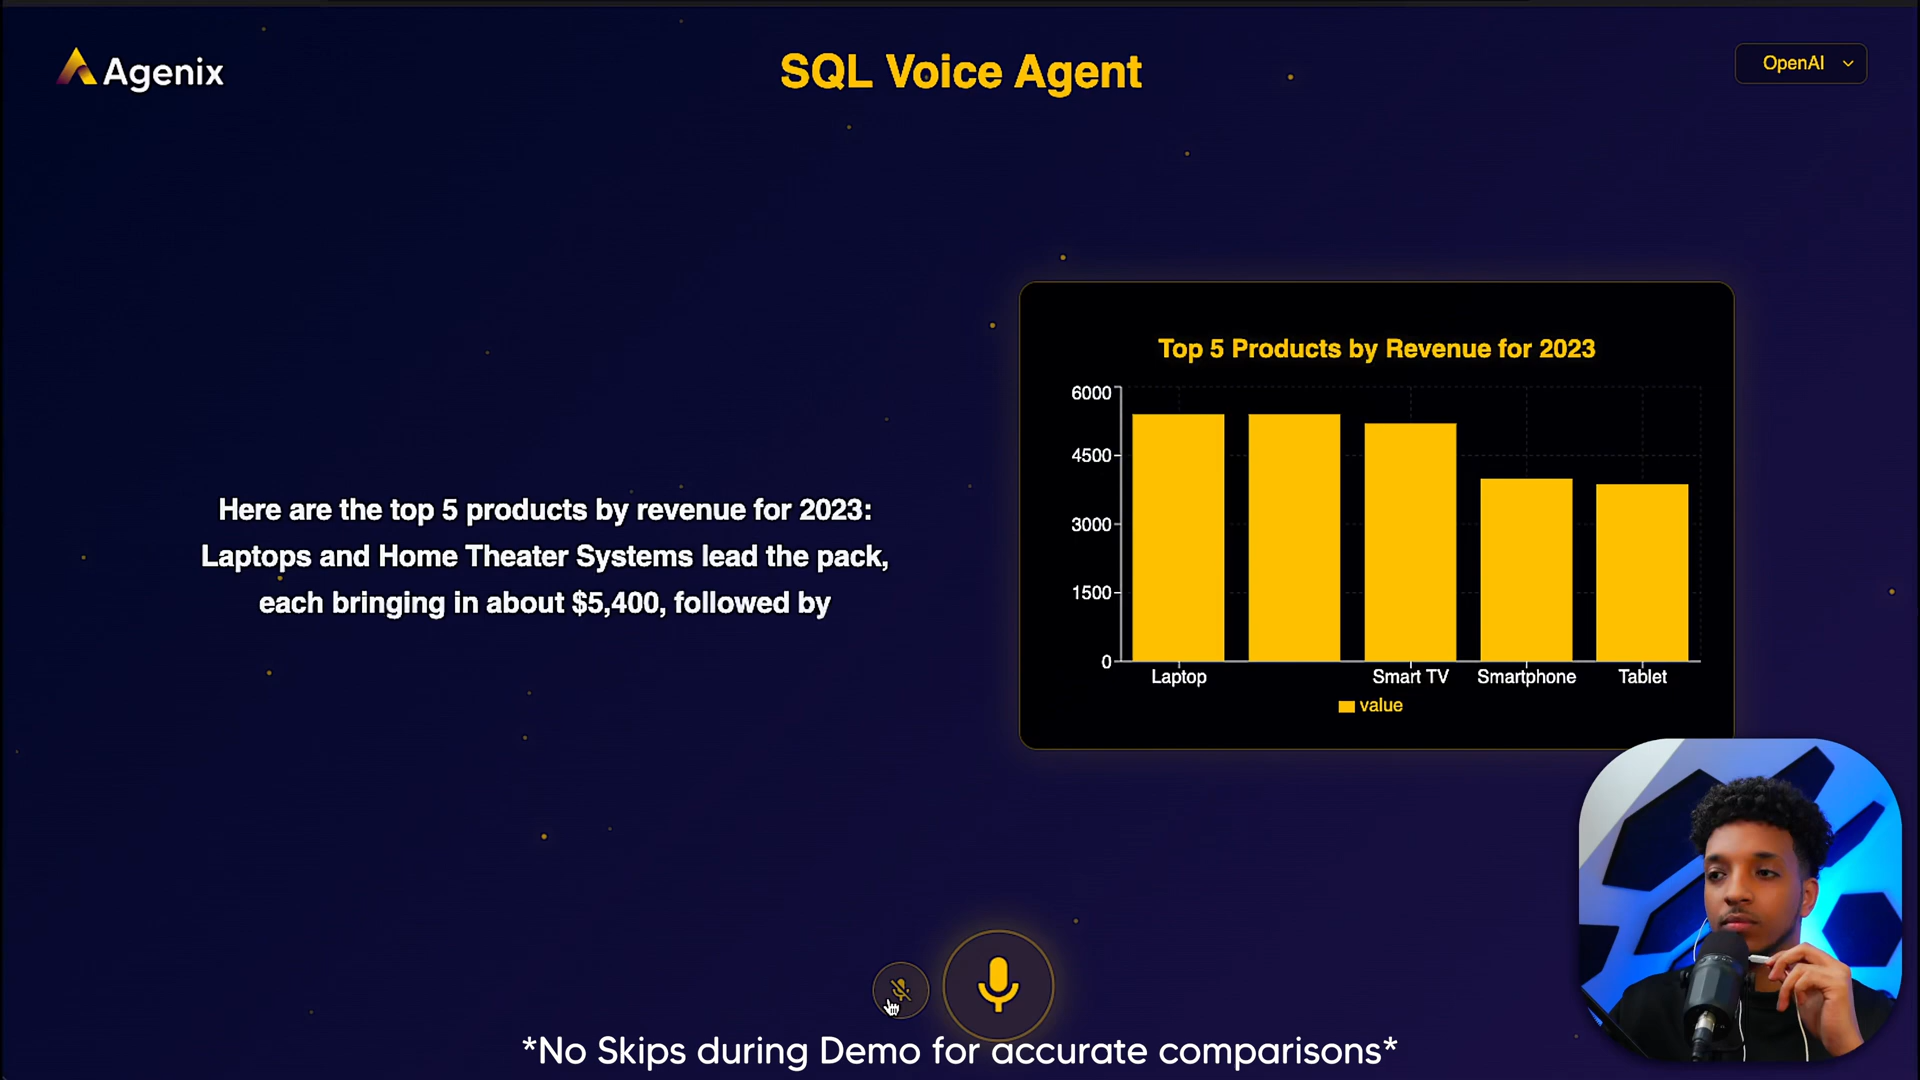 Agenix
SQL Voice Agent
OpenAI
Here are the top 5 products by revenue for 2023:
Laptops and Home Theater Systems lead the pack,
each bringing in about $5,400, followed by
Top 5 Products by Revenue for 2023
6000
4500
3000
1500
0
Laptop
Smart TV
Smartphone
Tablet
value
*No Skips during Demo for accurate comparisons*